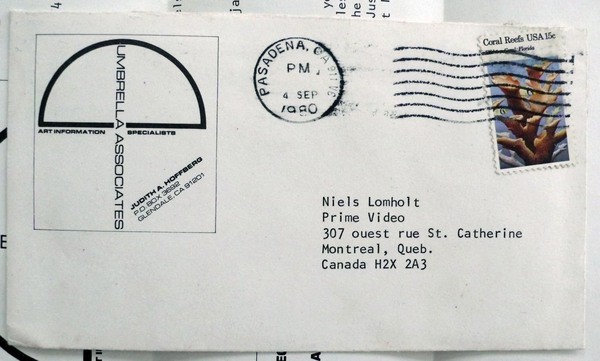 UMBRELLA ASSOCIATES
ART INFORMATION SPECIALISTS
JUDITH A. HOFFBERG
P.O. BOX 3692
GLENDALE, CA 91201
PASADENA, CA
PM
4 SEP
1980
Coral Reefs USA 15c
Niels Lomholt
Prime Video
307 ouest rue St. Catherine
Montreal, Queb.
Canada H2X 2A3